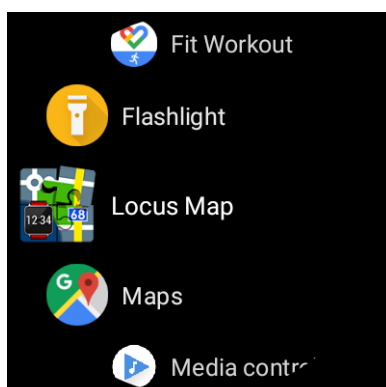 Fit Workout
Flashlight
12:34
68
Locus Map
G
Maps
Media contr